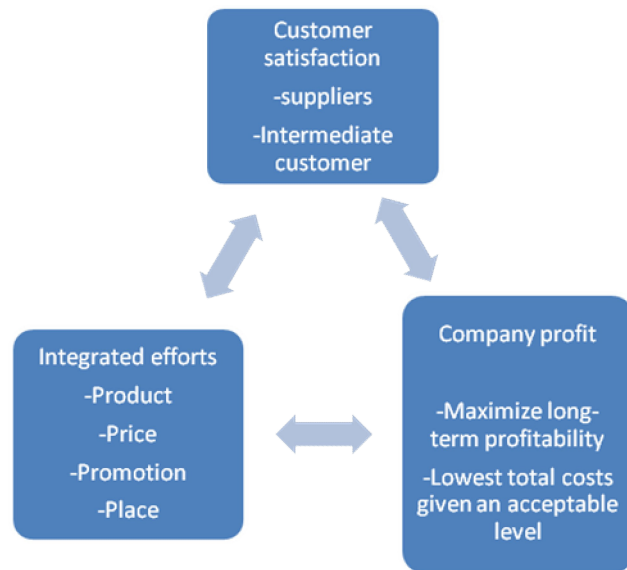 Customer
satisfaction
-suppliers
-Intermediate
customer
Integrated efforts
-Product
-Price
-Promotion
-Place
Company profit
-Maximize long-
term profitability
-Lowest total costs
given an acceptable
level